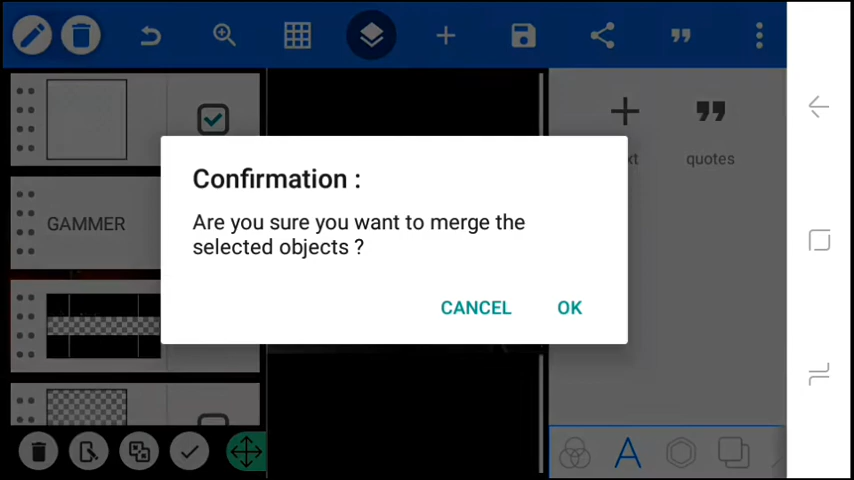 Confirmation :
Are you sure you want to merge the
selected objects ?
CANCEL
OK
GAMMER
quotes
A